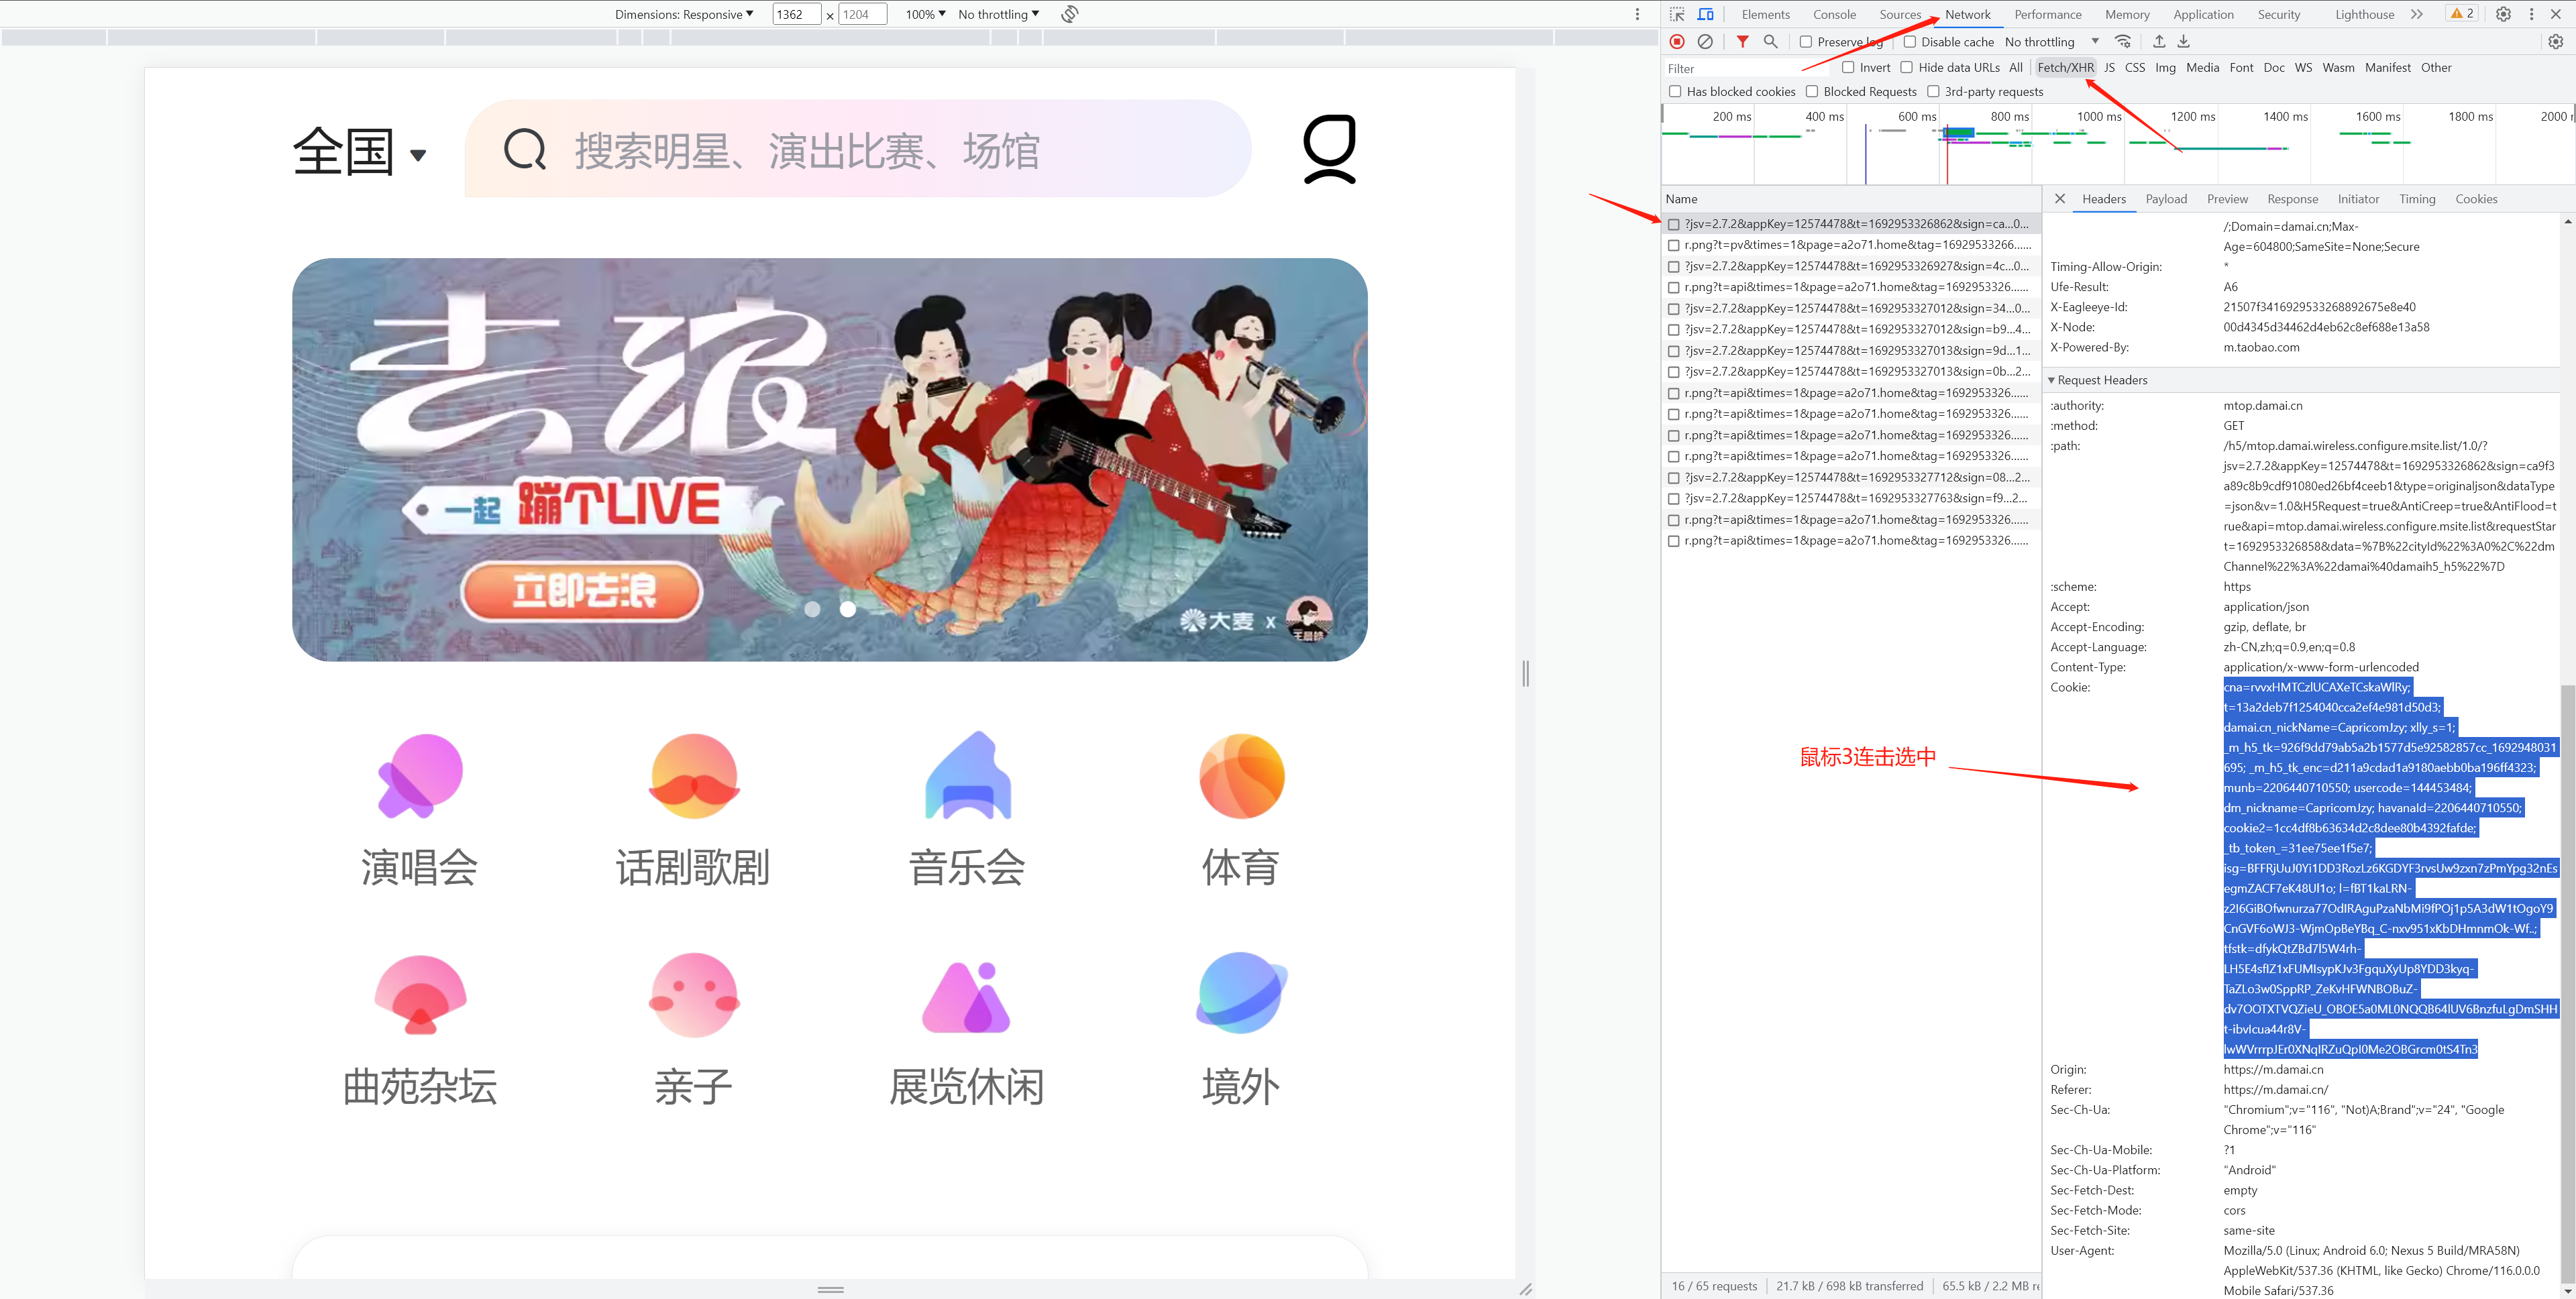 Dimensions: Responsive ▼ 1362 × 1204 100% ▼ No throttling ▼
全国
搜索明星、演出比赛、场馆
去浪
一起 蹦个LIVE
立即去浪
大麦 x
演唱会 话剧歌剧 音乐会 体育
曲苑杂坛 亲子 展览休闲 境外
Elements Console Sources Network Performance Memory Application Security Lighthouse 2
Preserve log Disable cache No throttling
Filter Invert Hide data URLs All Fetch/XHR JS CSS Img Media Font Doc WS Wasm Manifest Other
Has blocked cookies Blocked Requests 3rd-party requests
200 ms 400 ms 600 ms 800 ms 1000 ms 1200 ms 1400 ms 1600 ms 1800 ms 2000
Name
?jsv=2.7.2&appKey=12574478&t=1692953326862&sign=ca...0...
r.png?t=pv&times=1&page=a2o71.home&tag=16929533266......
?jsv=2.7.2&appKey=12574478&t=1692953326927&sign=4c...0...
r.png?t=api&times=1&page=a2o71.home&tag=1692953326......
?jsv=2.7.2&appKey=12574478&t=1692953327012&sign=34...0...
?jsv=2.7.2&appKey=12574478&t=1692953327012&sign=b9...4...
?jsv=2.7.2&appKey=12574478&t=1692953327013&sign=9d...1...
?jsv=2.7.2&appKey=12574478&t=1692953327013&sign=0b...2...
r.png?t=api&times=1&page=a2o71.home&tag=1692953326......
r.png?t=api&times=1&page=a2o71.home&tag=1692953326......
r.png?t=api&times=1&page=a2o71.home&tag=1692953326......
r.png?t=api&times=1&page=a2o71.home&tag=1692953326......
?jsv=2.7.2&appKey=12574478&t=1692953327712&sign=08...2...
?jsv=2.7.2&appKey=12574478&t=1692953327763&sign=f9...2...
r.png?t=api&times=1&page=a2o71.home&tag=1692953326......
r.png?t=api&times=1&page=a2o71.home&tag=1692953326......
鼠标3连击选中
16 / 65 requests 21.7 kB / 698 kB transferred 65.5 kB / 2.2 MB
Headers Payload Preview Response Initiator Timing Cookies
/;Domain=damai.cn;Max-
Age=604800;SameSite=None;Secure
Timing-Allow-Origin: *
Ufe-Result: A6
X-Eagleeye-Id: 21507f3416929533268892675e8e40
X-Node: 00d4345d34462d4eb62c8ef688e13a58
X-Powered-By: m.taobao.com
Request Headers
:authority: mtop.damai.cn
:method: GET
:path: /h5/mtop.damai.wireless.configure.msite.list/1.0/?
jsv=2.7.2&appKey=12574478&t=1692953326862&sign=ca9f3
a89c8b9cdf91080ed26bf4ceeb1&type=originaljson&dataType
=json&v=1.0&H5Request=true&AntiCreep=true&AntiFlood=t
rue&api=mtop.damai.wireless.configure.msite.list&requestStar
t=1692953326858&data=%7B%22cityId%22%3A0%2C%22dm
Channel%22%3A%22damai%40damaih5_h5%22%7D
:scheme: https
Accept: application/json
Accept-Encoding: gzip, deflate, br
Accept-Language: zh-CN,zh;q=0.9,en;q=0.8
Content-Type: application/x-www-form-urlencoded
Cookie: cna=rvvxHMTCzlUCAXeTCskaWlRy;
t=13a2deb7f1254040cca2ef4e981d50d3;
damai.cn_nickName=CapricomJzy; xlly_s=1;
_m_h5_tk=926f9dd79ab5a2b1577d5e92582857cc_1692948031
695; _m_h5_tk_enc=d211a9cdad1a9180aebb0ba196ff4323;
munb=2206440710550; usercode=144453484;
dm_nickname=CapricomJzy; havanaId=2206440710550;
cookie2=1cc4df8b63634d2c8dee80b4392fafde;
_tb_token_=31ee75ee1f5e7;
isg=BFFRjUuJ0Yi1DD3RozLz6KGDYF3rvsUw9zxn7zPmYpg32nEs
egmZACF7eK48Ul1o; l=fBT1kaLRN-
z2I6GiBOfwnurza77OdIRAguPzaNbMi9fPOj1p5A3dW1tOgoY9
CnGVF6oWJ3-WjmOpBeYBq_C-nxv951xKbDHmnmOk-Wf..;
tfstk=dfykQtZBd7l5W4rh-
LH5E4sfIZ1xFUMIsypKJv3FgquXyUp8YDD3kyq-
TaZLo3w0SppRP_ZeKvHFWNBOBuZ-
dv7OOTXTVQZieU_OBOE5a0ML0NQQB64lUV6BnzfuLgDmSHH
t-ibvIcua44r8V-
lwWVrrrpJEr0XNqIRZuQpI0Me2OBGrcm0tS4Tn3
Origin: https://m.damai.cn
Referer: https://m.damai.cn/
Sec-Ch-Ua: "Chromium";v="116", "Not)A;Brand";v="24", "Google
Chrome";v="116"
Sec-Ch-Ua-Mobile: ?1
Sec-Ch-Ua-Platform: "Android"
Sec-Fetch-Dest: empty
Sec-Fetch-Mode: cors
Sec-Fetch-Site: same-site
User-Agent: Mozilla/5.0 (Linux; Android 6.0; Nexus 5 Build/MRA58N)
AppleWebKit/537.36 (KHTML, like Gecko) Chrome/116.0.0.0
Mobile Safari/537.36